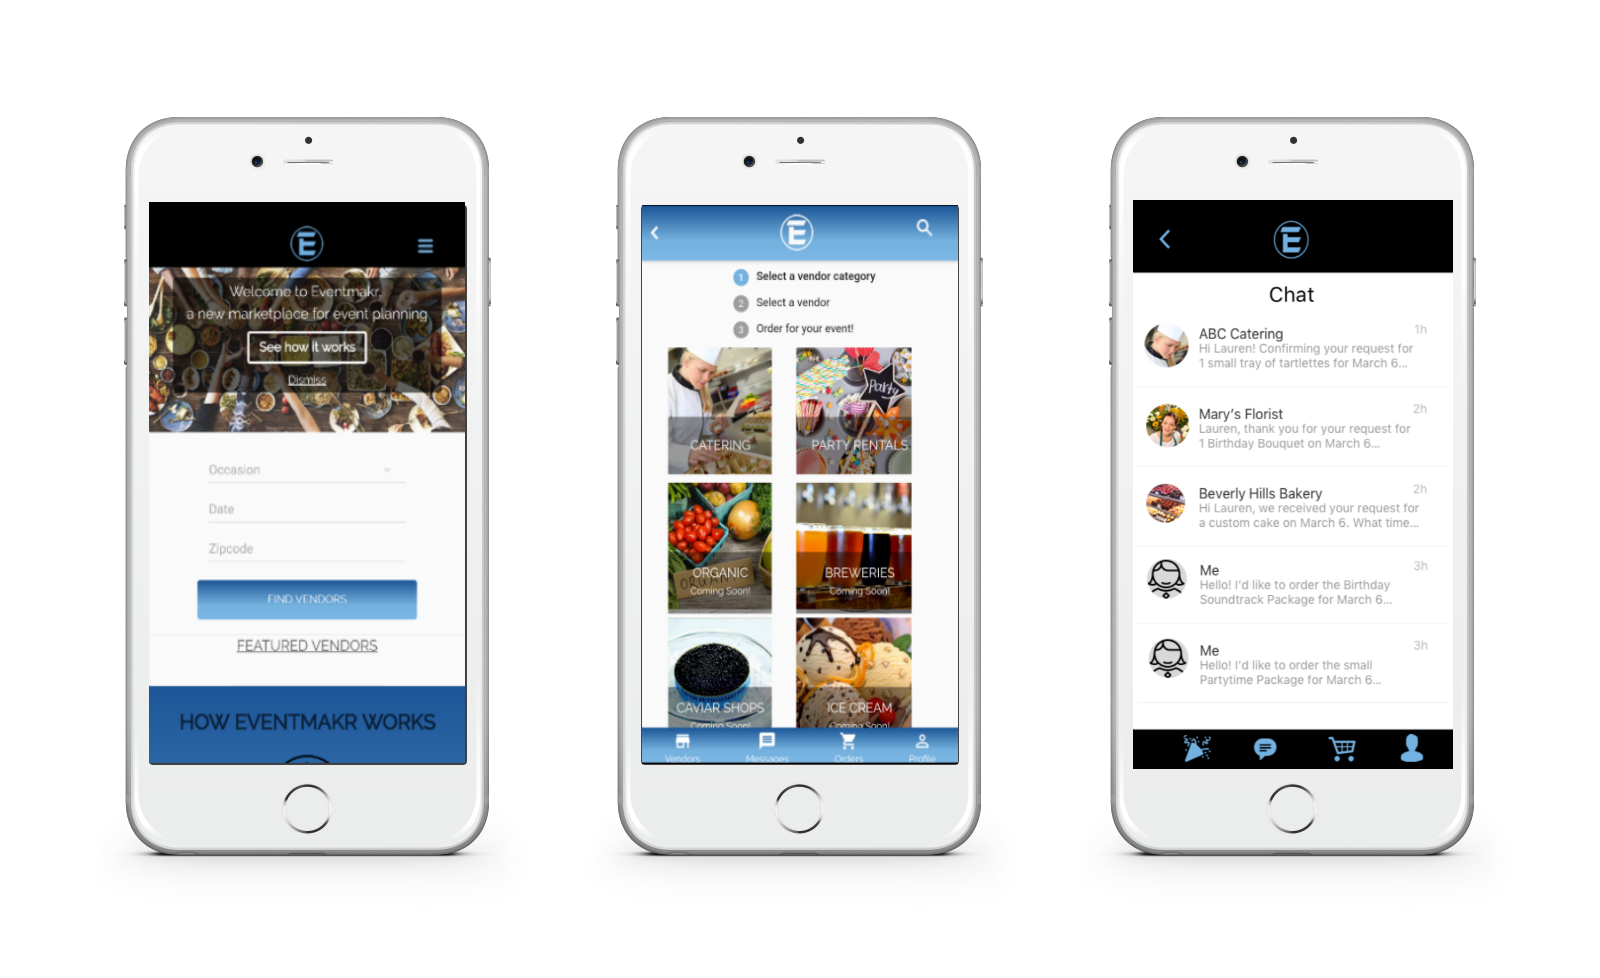 E
Welcome to Eventmakr,
a new marketplace for event planning
See how it works
Dismiss
Occasion
Date
Zipcode
FIND VENDORS
FEATURED VENDORS
HOW EVENTMAKR WORKS
E
1 Select a vendor category
2 Select a vendor
3 Order for your event!
CATERING
Party
PARTY RENTALS
ORGANIC
ORGANIC
Coming Soon!
BREWERIES
Coming Soon!
CAVIAR SHOPS
Coming Soon!
ICE CREAM
Coming Soon!
Vendors
Messages
Orders
Profile
E
Chat
ABC Catering 1h
Hi Lauren! Confirming your request for
1 small tray of tartlettes for March 6...
Mary's Florist 2h
Lauren, thank you for your request for
1 Birthday Bouquet on March 6...
Beverly Hills Bakery 2h
Hi Lauren, we received your request for
a custom cake on March 6. What time...
Me 3h
Hello! I'd like to order the Birthday
Soundtrack Package for March 6...
Me 3h
Hello! I'd like to order the small
Partytime Package for March 6...